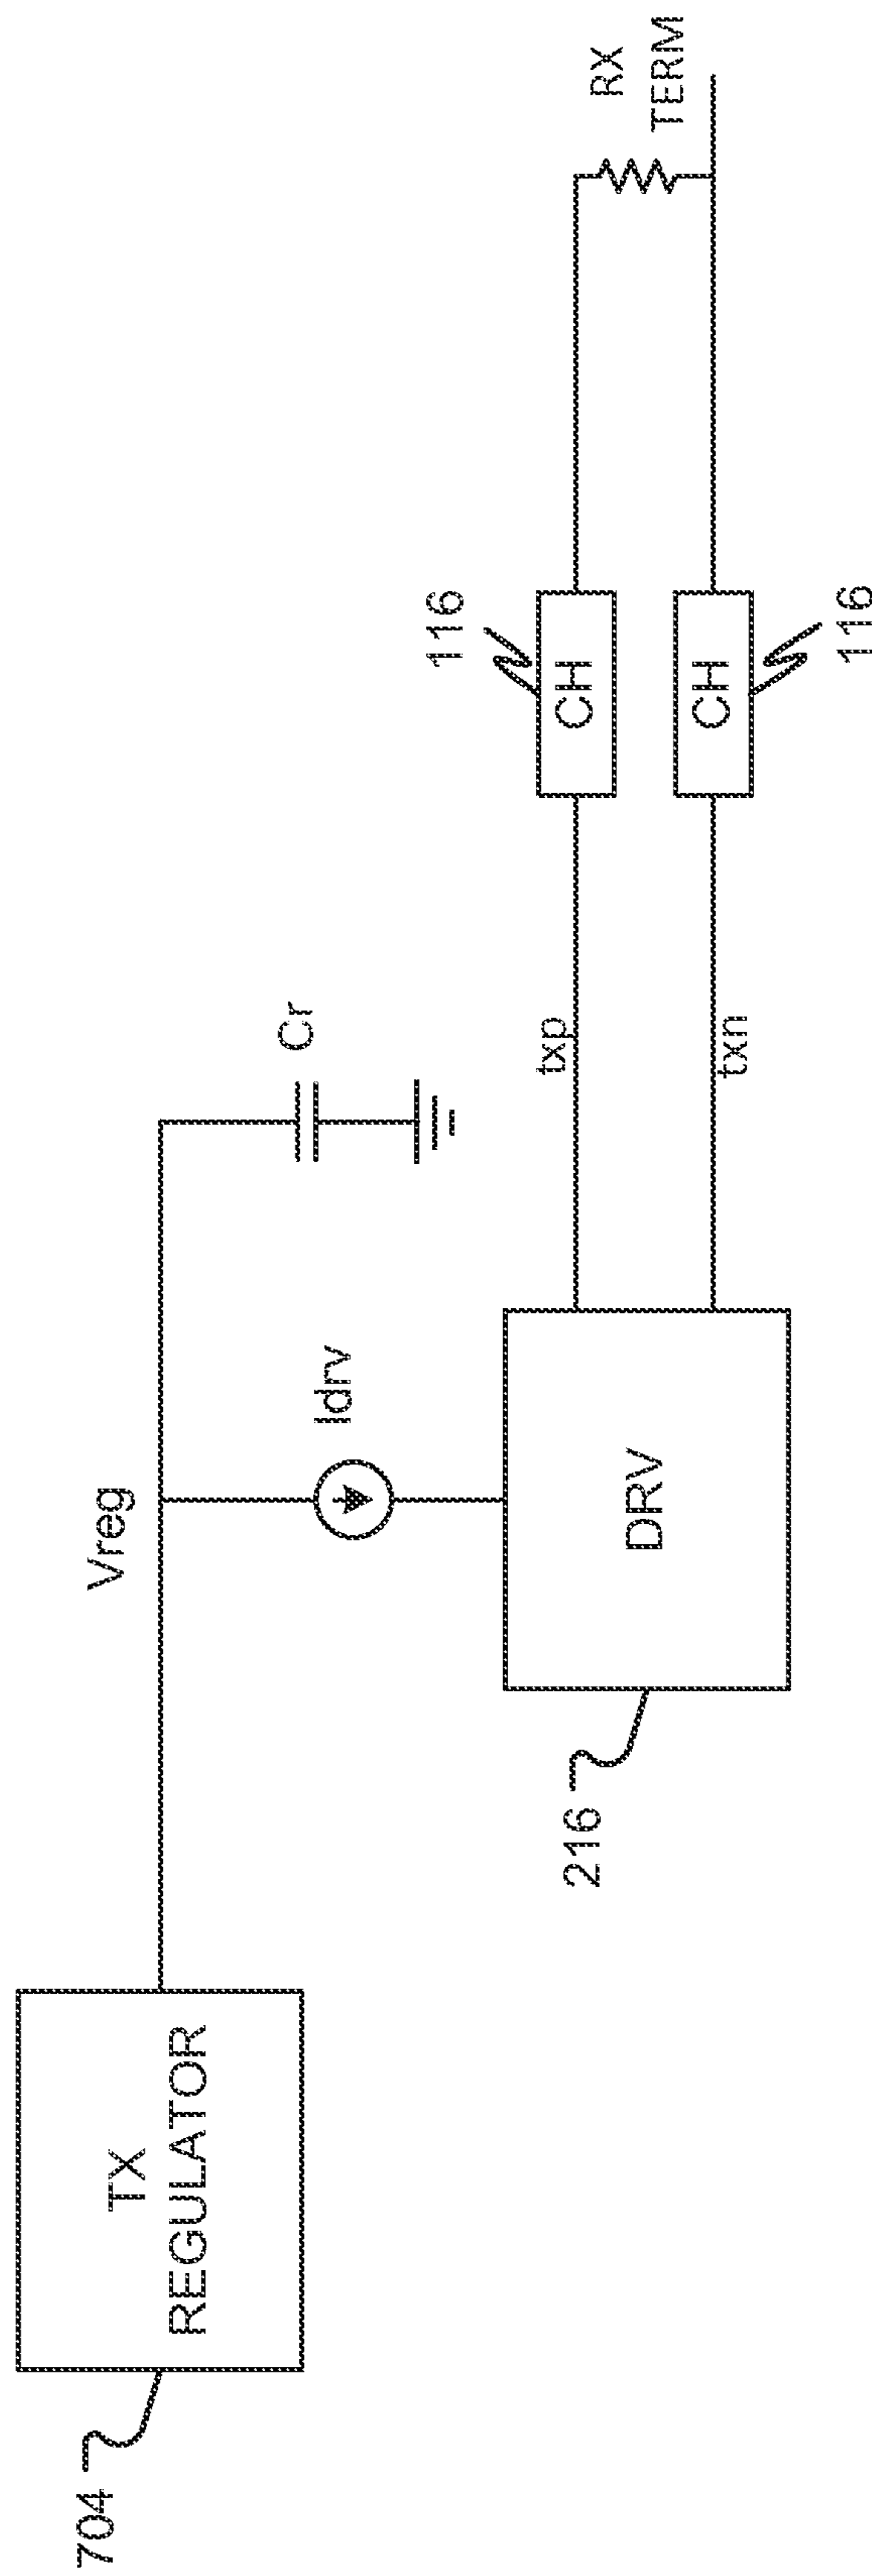 704
TX
REGULATOR
Vreg
Idrv
Cr
216
DRV
txp
txn
116
CH
CH
116
RX
TERM